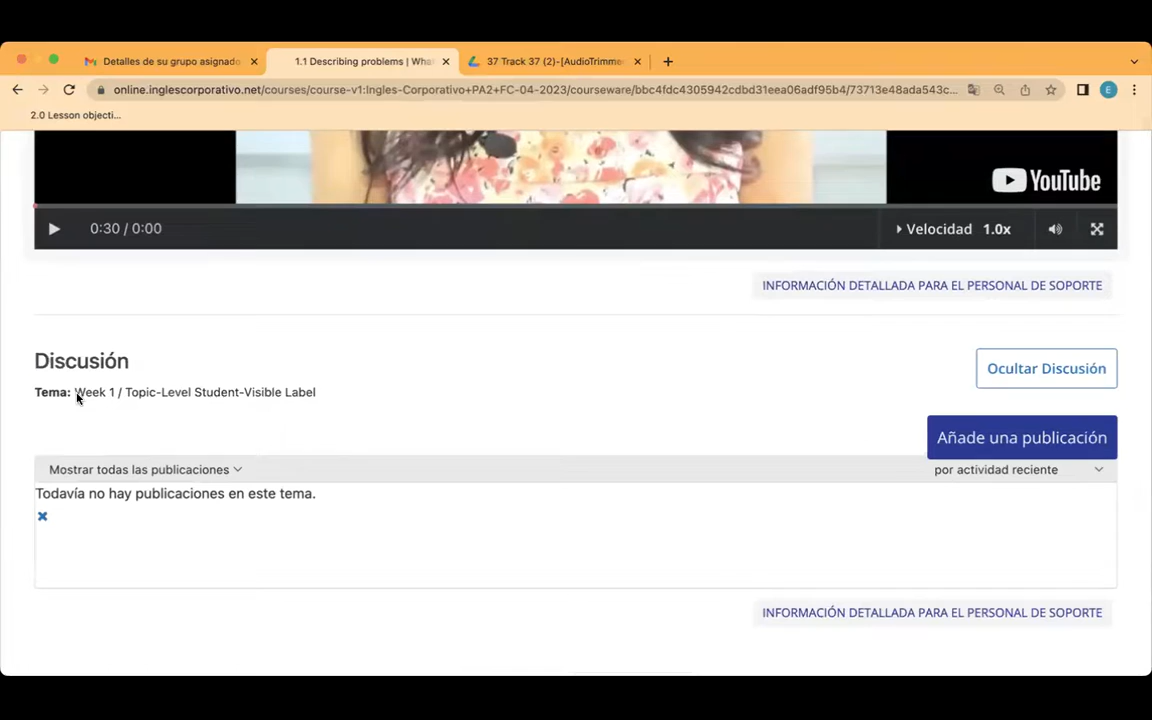 Detalles de su grupo asignado
1.1 Describing problems | Wha
37 Track 37 (2)-[AudioTrimme
online.inglescorporativo.net/courses/course-v1:Ingles-Corporativo+PA2+FC-04-2023/courseware/bbc4fdc4305942cdbd31eea06adf95b4/73713e48ada543c...
E
2.0 Lesson objecti...
YouTube
0:30 / 0:00
Velocidad 1.0x
INFORMACIÓN DETALLADA PARA EL PERSONAL DE SOPORTE
Discusión
Ocultar Discusión
Tema: Week 1 / Topic-Level Student-Visible Label
Añade una publicación
Mostrar todas las publicaciones
por actividad reciente
Todavía no hay publicaciones en este tema.
INFORMACIÓN DETALLADA PARA EL PERSONAL DE SOPORTE